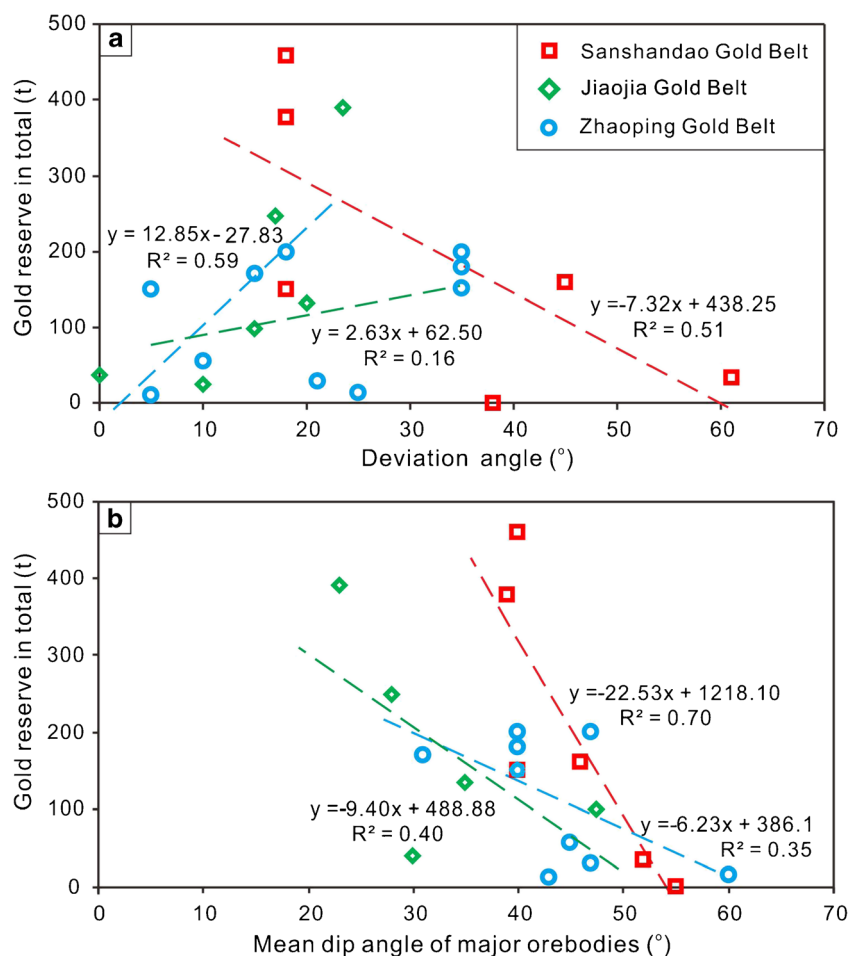 a
Gold reserve in total (t)
500
400
300
200
100
0
0 10 20 30 40 50 60 70
Deviation angle (°)
Sanshandao Gold Belt
Jiaojia Gold Belt
Zhaoping Gold Belt
y = 12.85x - 27.83
R² = 0.59
y = 2.63x + 62.50
R² = 0.16
y =-7.32x + 438.25
R² = 0.51
b
Gold reserve in total (t)
500
400
300
200
100
0
0 10 20 30 40 50 60 70
Mean dip angle of major orebodies (°)
y =-22.53x + 1218.10
R² = 0.70
y =-9.40x + 488.88
R² = 0.40
y =-6.23x + 386.1
R² = 0.35